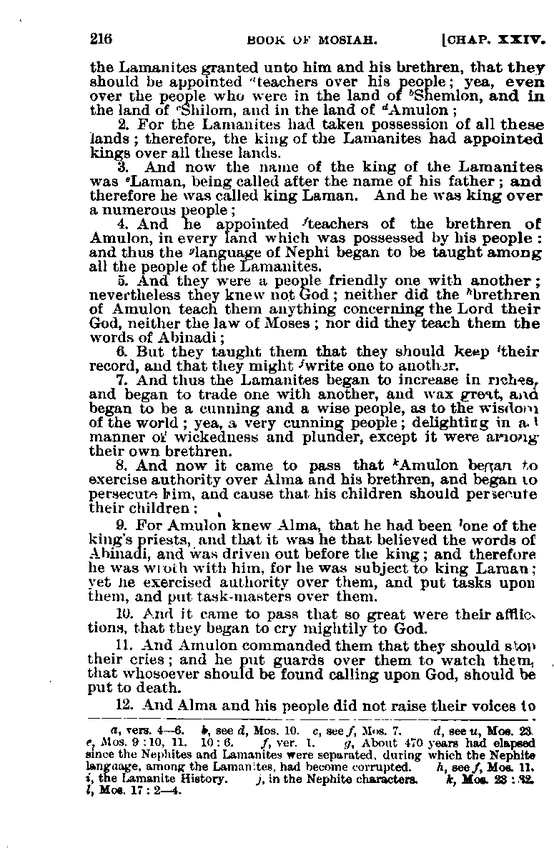 216 BOOK OF MOSIAH. [CHAP. XXIV.
the Lamanites granted unto him and his brethren, that they
should be appointed ᵃteachers over his people; yea, even
over the people who were in the land of ᵇShemlon, and in
the land of ᶜShilom, and in the land of ᵈAmulon;
2. For the Lamanites had taken possession of all these
lands; therefore, the king of the Lamanites had appointed
kings over all these lands.
3. And now the name of the king of the Lamanites
was ᵉLaman, being called after the name of his father; and
therefore he was called king Laman. And he was king over
a numerous people;
4. And he appointed ᶠteachers of the brethren of
Amulon, in every land which was possessed by his people:
and thus the ᵍlanguage of Nephi began to be taught among
all the people of the Lamanites.
5. And they were a people friendly one with another;
nevertheless they knew not God; neither did the ʰbrethren
of Amulon teach them anything concerning the Lord their
God, neither the law of Moses; nor did they teach them the
words of Abinadi;
6. But they taught them that they should keep ⁱtheir
record, and that they might ʲwrite one to another.
7. And thus the Lamanites began to increase in riches,
and began to trade one with another, and wax great, and
began to be a cunning and a wise people, as to the wisdom
of the world; yea, a very cunning people; delighting in all
manner of wickedness and plunder, except it were among
their own brethren.
8. And now it came to pass that ᵏAmulon began to
exercise authority over Alma and his brethren, and began to
persecute him, and cause that his children should persecute
their children:
9. For Amulon knew Alma, that he had been ˡone of the
king's priests, and that it was he that believed the words of
Abinadi, and was driven out before the king; and therefore
he was wroth with him, for he was subject to king Laman;
yet he exercised authority over them, and put tasks upon
them, and put task-masters over them.
10. And it came to pass that so great were their afflic-
tions, that they began to cry mightily to God.
11. And Amulon commanded them that they should stop
their cries; and he put guards over them to watch them,
that whosoever should be found calling upon God, should be
put to death.
12. And Alma and his people did not raise their voices to
a, vers. 4—6. b, see d, Mos. 10. c, see f, Mos. 7. d, see u, Mos. 23.
e, Mos. 9:10, 11. 10:6. f, ver. 1. g, About 470 years had elapsed
since the Nephites and Lamanites were separated, during which the Nephite
language, among the Lamanites, had become corrupted. h, see f, Mos. 11.
i, the Lamanite History. j, in the Nephite characters. k, Mos. 23:32.
l, Mos. 17:2—4.